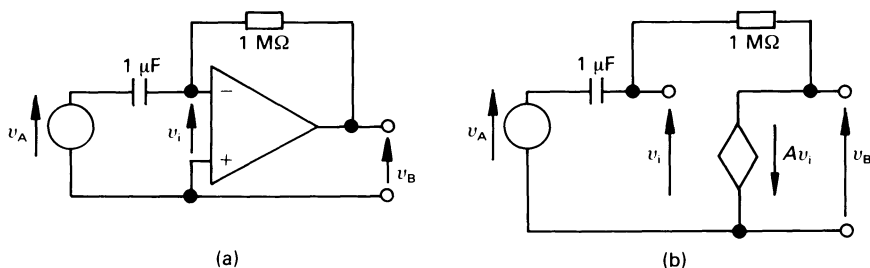 1 MΩ
1 μF
−
+
v_A
v_i
v_B
(a)
1 MΩ
1 μF
v_A
v_i
Av_i
v_B
(b)